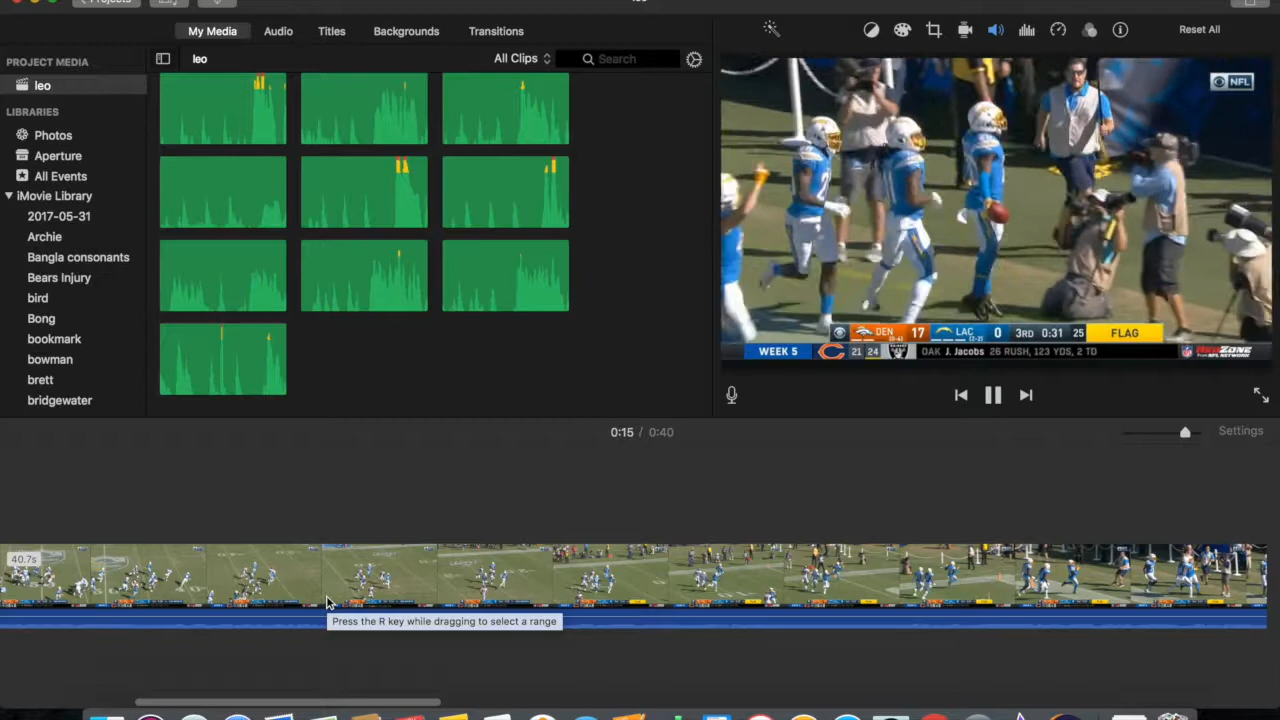 Projects
leo
My Media Audio Titles Backgrounds Transitions
Reset All
PROJECT MEDIA
leo
All Clips
Search
leo
LIBRARIES
Photos
Aperture
All Events
iMovie Library
2017-05-31
Archie
Bangla consonants
Bears Injury
bird
Bong
bookmark
bowman
brett
bridgewater
NFL
DEN 17 LAC 0 3RD 0:31 25 FLAG
WEEK 5 21 24 OAK J. Jacobs 26 RUSH, 123 YDS, 2 TD
0:15 / 0:40
Settings
40.7s
Press the R key while dragging to select a range